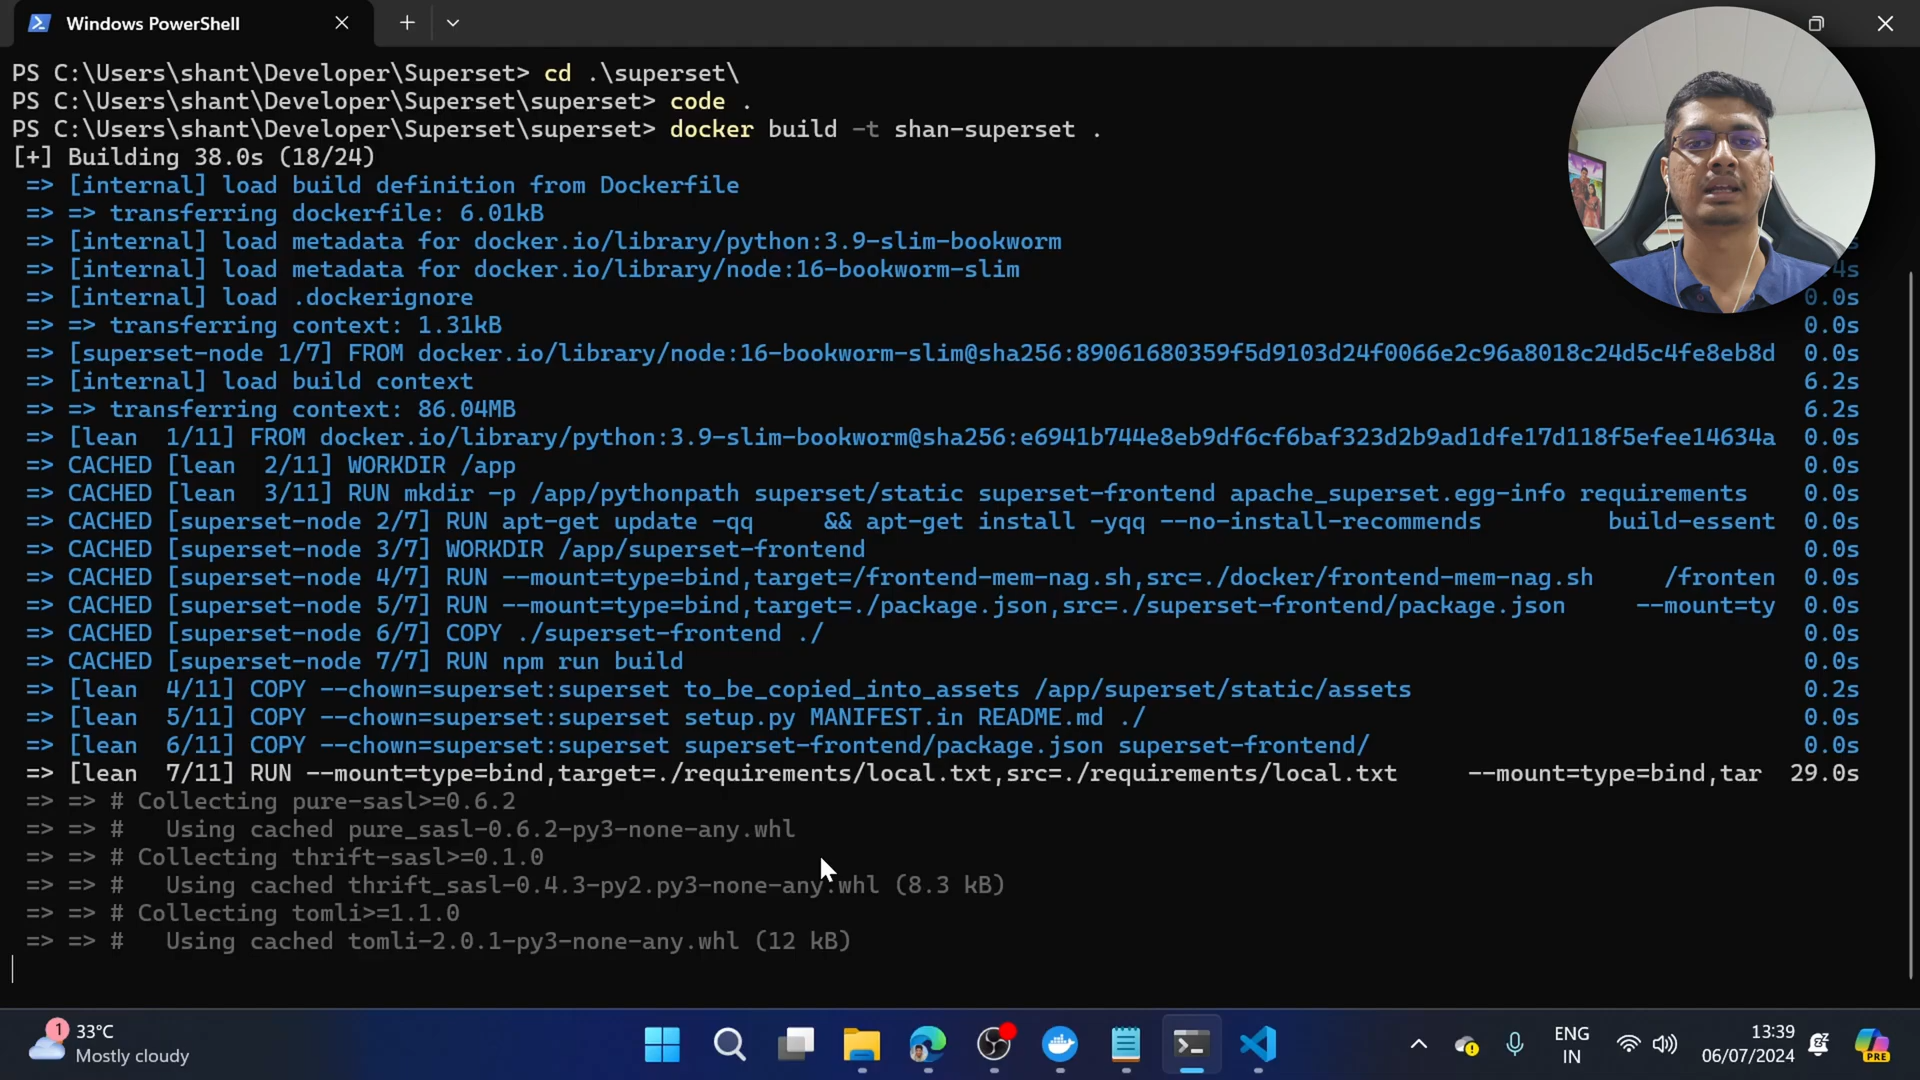 Windows PowerShell
PS C:\Users\shant\Developer\Superset> cd .\superset\
PS C:\Users\shant\Developer\Superset\superset> code .
PS C:\Users\shant\Developer\Superset\superset> docker build -t shan-superset .
[+] Building 38.0s (18/24)
=> [internal] load build definition from Dockerfile
=> => transferring dockerfile: 6.01kB
=> [internal] load metadata for docker.io/library/python:3.9-slim-bookworm
=> [internal] load metadata for docker.io/library/node:16-bookworm-slim 4s
=> [internal] load .dockerignore 0.0s
=> => transferring context: 1.31kB 0.0s
=> [superset-node 1/7] FROM docker.io/library/node:16-bookworm-slim@sha256:89061680359f5d9103d24f0066e2c96a8018c24d5c4fe8eb8d 0.0s
=> [internal] load build context 6.2s
=> => transferring context: 86.04MB 6.2s
=> [lean 1/11] FROM docker.io/library/python:3.9-slim-bookworm@sha256:e6941b744e8eb9df6cf6baf323d2b9ad1dfe17d118f5efee14634a 0.0s
=> CACHED [lean 2/11] WORKDIR /app 0.0s
=> CACHED [lean 3/11] RUN mkdir -p /app/pythonpath superset/static superset-frontend apache_superset.egg-info requirements 0.0s
=> CACHED [superset-node 2/7] RUN apt-get update -qq && apt-get install -yqq --no-install-recommends build-essent 0.0s
=> CACHED [superset-node 3/7] WORKDIR /app/superset-frontend 0.0s
=> CACHED [superset-node 4/7] RUN --mount=type=bind,target=/frontend-mem-nag.sh,src=./docker/frontend-mem-nag.sh /fronten 0.0s
=> CACHED [superset-node 5/7] RUN --mount=type=bind,target=./package.json,src=./superset-frontend/package.json --mount=ty 0.0s
=> CACHED [superset-node 6/7] COPY ./superset-frontend ./ 0.0s
=> CACHED [superset-node 7/7] RUN npm run build 0.0s
=> [lean 4/11] COPY --chown=superset:superset to_be_copied_into_assets /app/superset/static/assets 0.2s
=> [lean 5/11] COPY --chown=superset:superset setup.py MANIFEST.in README.md ./ 0.0s
=> [lean 6/11] COPY --chown=superset:superset superset-frontend/package.json superset-frontend/ 0.0s
=> [lean 7/11] RUN --mount=type=bind,target=./requirements/local.txt,src=./requirements/local.txt --mount=type=bind,tar 29.0s
=> => # Collecting pure-sasl>=0.6.2
=> => # Using cached pure_sasl-0.6.2-py3-none-any.whl
=> => # Collecting thrift-sasl>=0.1.0
=> => # Using cached thrift_sasl-0.4.3-py2.py3-none-any.whl (8.3 kB)
=> => # Collecting tomli>=1.1.0
=> => # Using cached tomli-2.0.1-py3-none-any.whl (12 kB)
1
33°C
Mostly cloudy
ENG
IN
13:39
06/07/2024
PRE